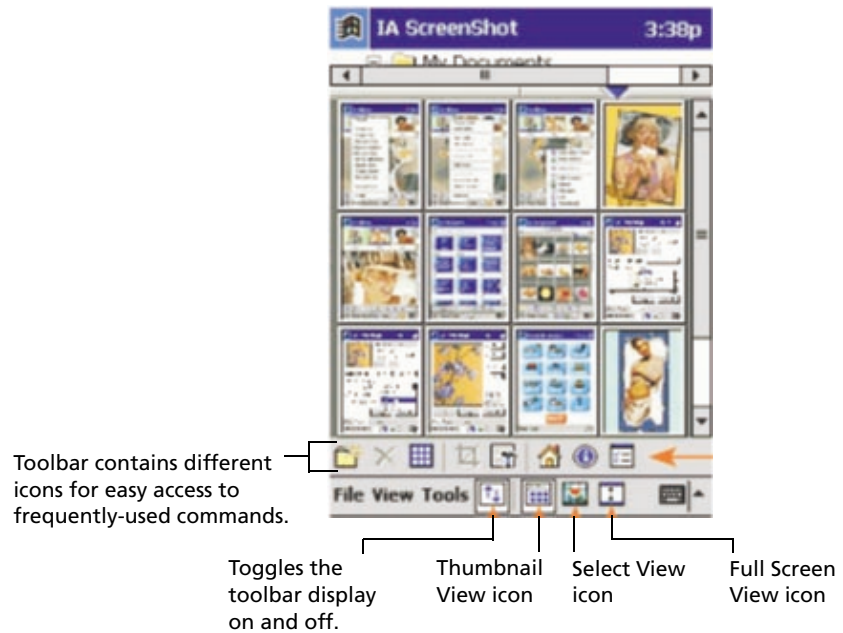 IA ScreenShot 3:38p
My Documents
Toolbar contains different
icons for easy access to
frequently-used commands.
File View Tools
Toggles the
toolbar display
on and off.
Thumbnail
View icon
Select View
icon
Full Screen
View icon